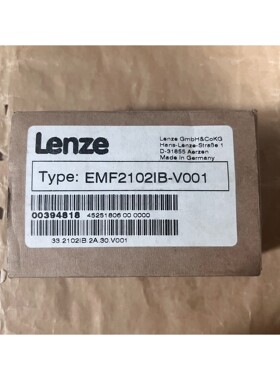 Lenze
Lenze GmbH&CoKG
Hans-Lenze-Straße 1
D-31855 Aerzen
Made in Germany
Type: EMF2102IB-V001
00394818 45251806 00 0000
33.2102IB.2A.30.V001